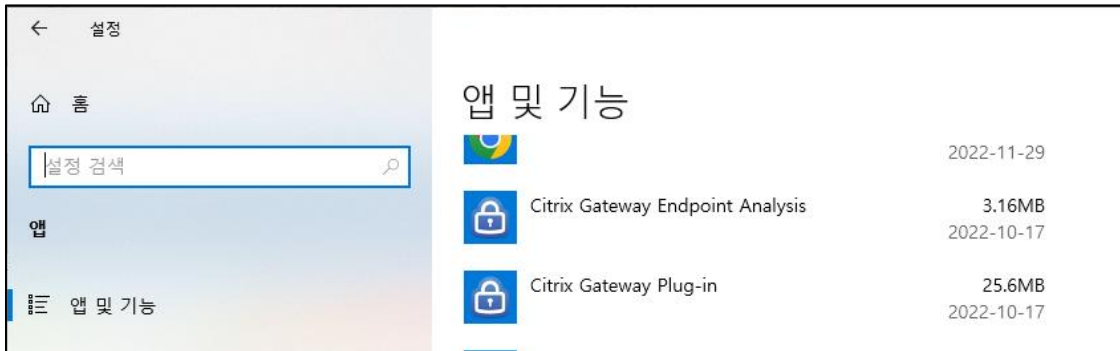 설정
홈
설정 검색
앱
앱 및 기능
앱 및 기능
2022-11-29
Citrix Gateway Endpoint Analysis 3.16MB
2022-10-17
Citrix Gateway Plug-in 25.6MB
2022-10-17